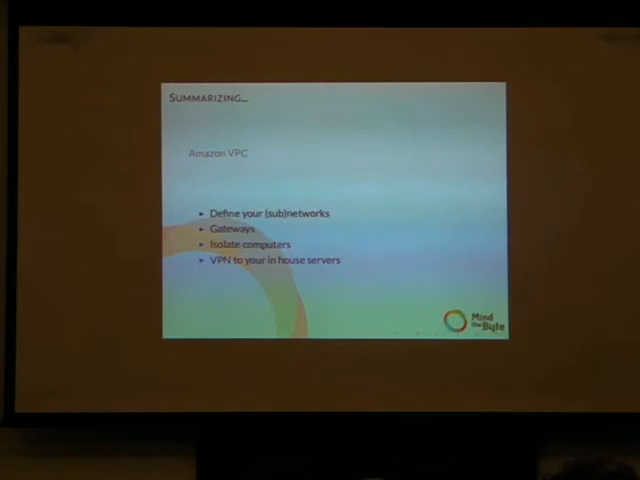 SUMMARIZING...
Amazon VPC
▸ Define your (sub)networks
▸ Gateways
▸ Isolate computers
▸ VPN to your in house servers
Mind
the Byte